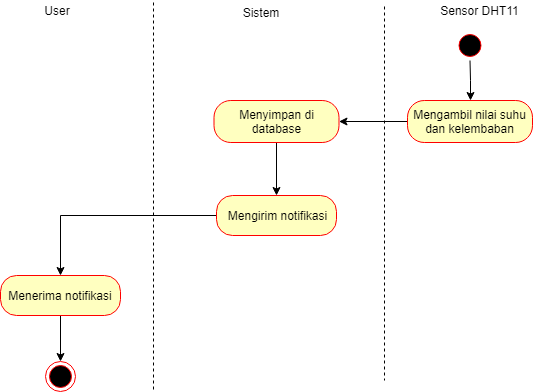 User
Sistem
Sensor DHT11
Mengambil nilai suhu
dan kelembaban
Menyimpan di
database
Mengirim notifikasi
Menerima notifikasi